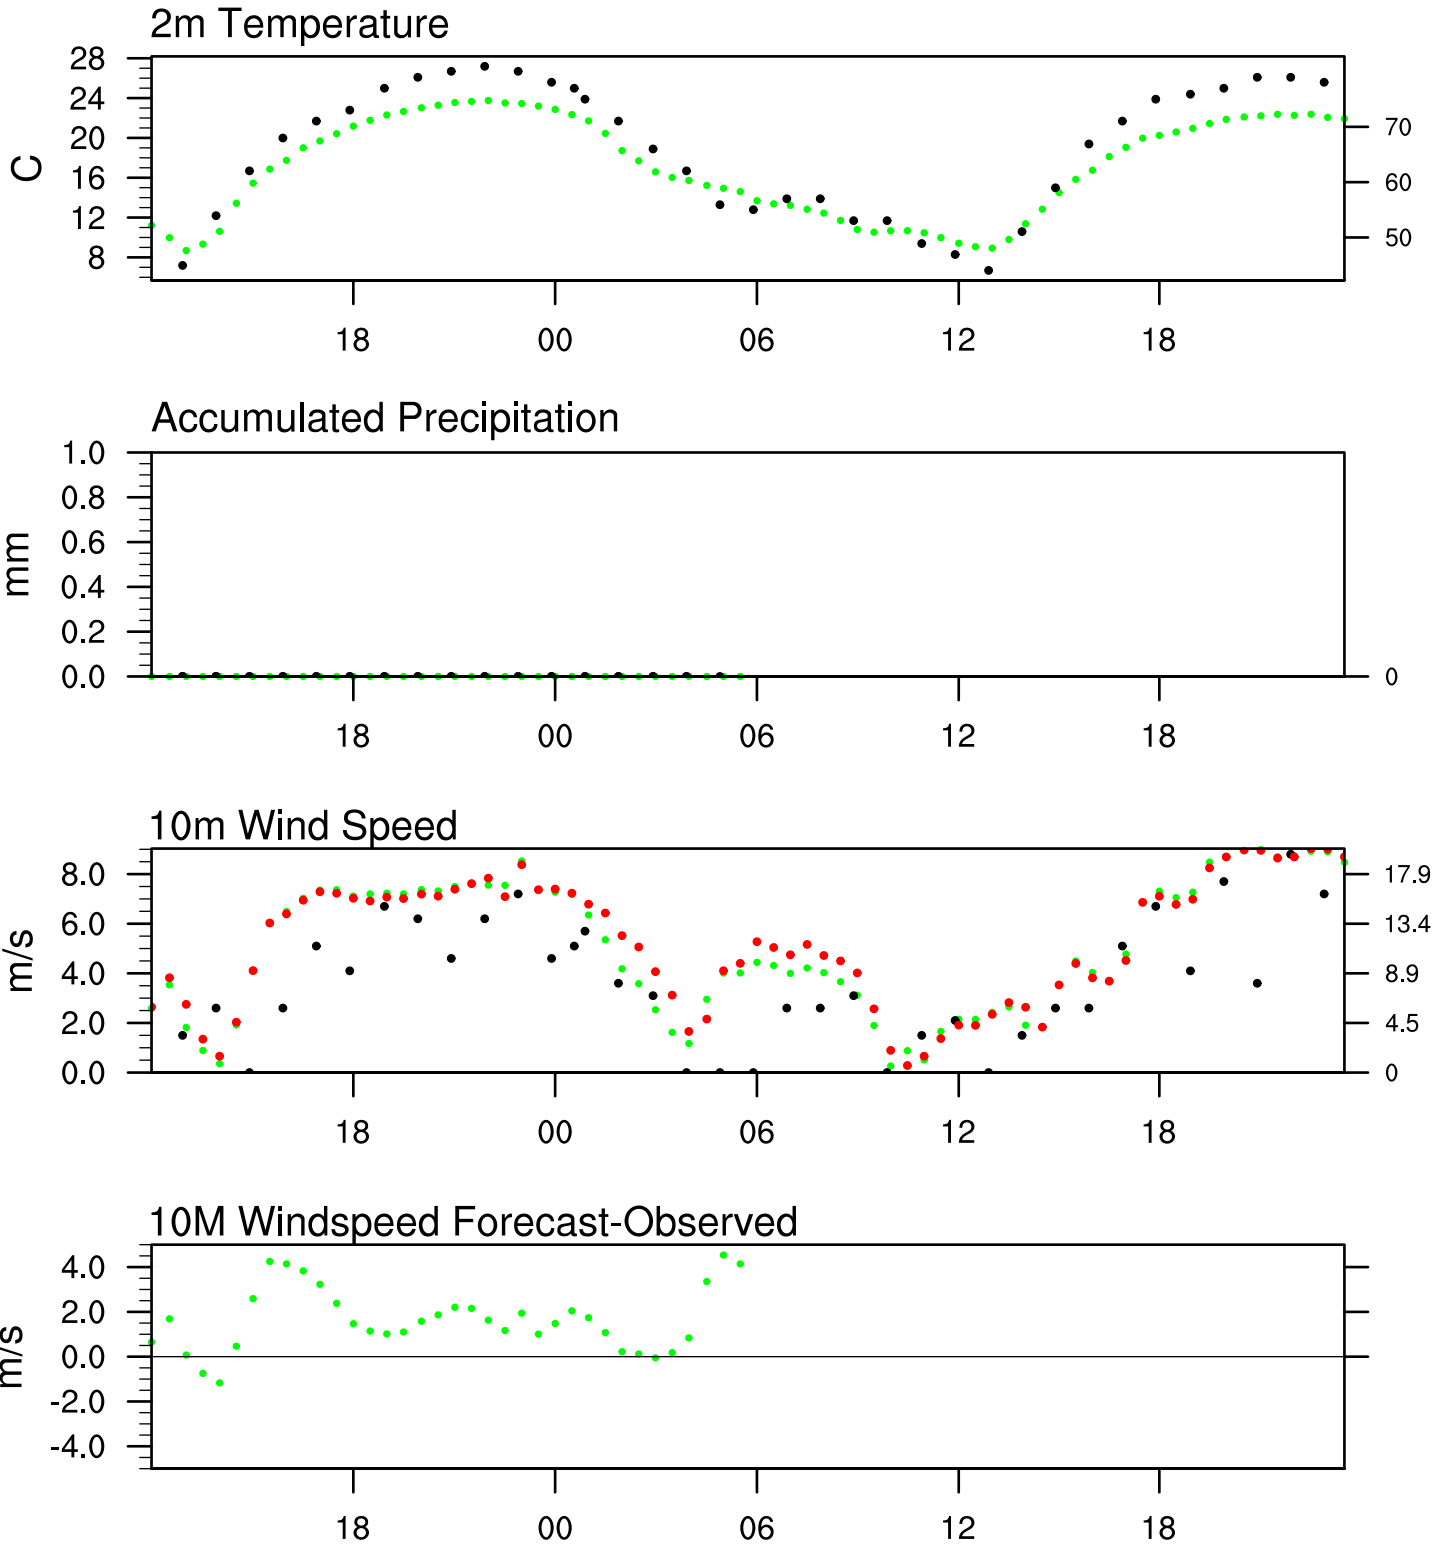 2m Temperature
28
24
20
16
12
8
C
70
60
50
18 00 06 12 18
Accumulated Precipitation
1.0
0.8
0.6
0.4
0.2
0.0
mm
0
18 00 06 12 18
10m Wind Speed
8.0
6.0
4.0
2.0
0.0
m/s
17.9
13.4
8.9
4.5
0
18 00 06 12 18
10M Windspeed Forecast-Observed
4.0
2.0
0.0
-2.0
-4.0
m/s
18 00 06 12 18